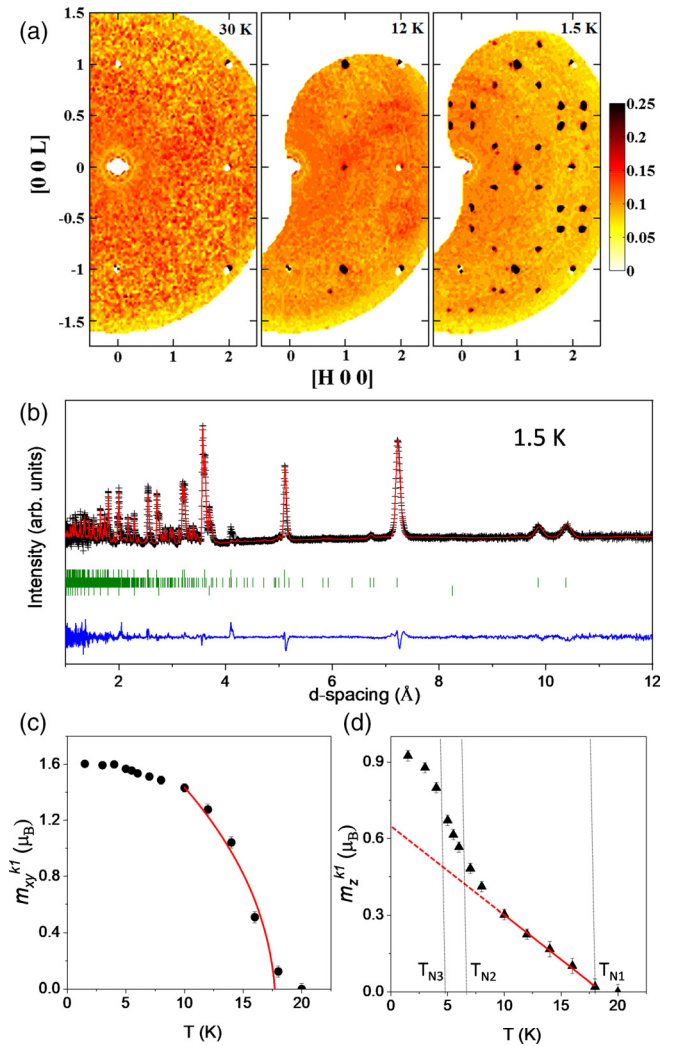 (a)
30 K 12 K 1.5 K
1.5
1
0.5
0
-0.5
-1
-1.5
[0 0 L]
0 1 2 0 1 2 0 1 2
[H 0 0]
0.25
0.2
0.15
0.1
0.05
0
(b)
1.5 K
Intensity (arb. units)
2 4 6 8 10 12
d-spacing (Å)
(c)
1.6
1.2
0.8
0.4
0.0
m_xy^k1 (μ_B)
0 5 10 15 20
T (K)
(d)
0.9
0.6
0.3
0.0
m_z^k1 (μ_B)
T_N3 T_N2 T_N1
0 5 10 15 20
T (K)